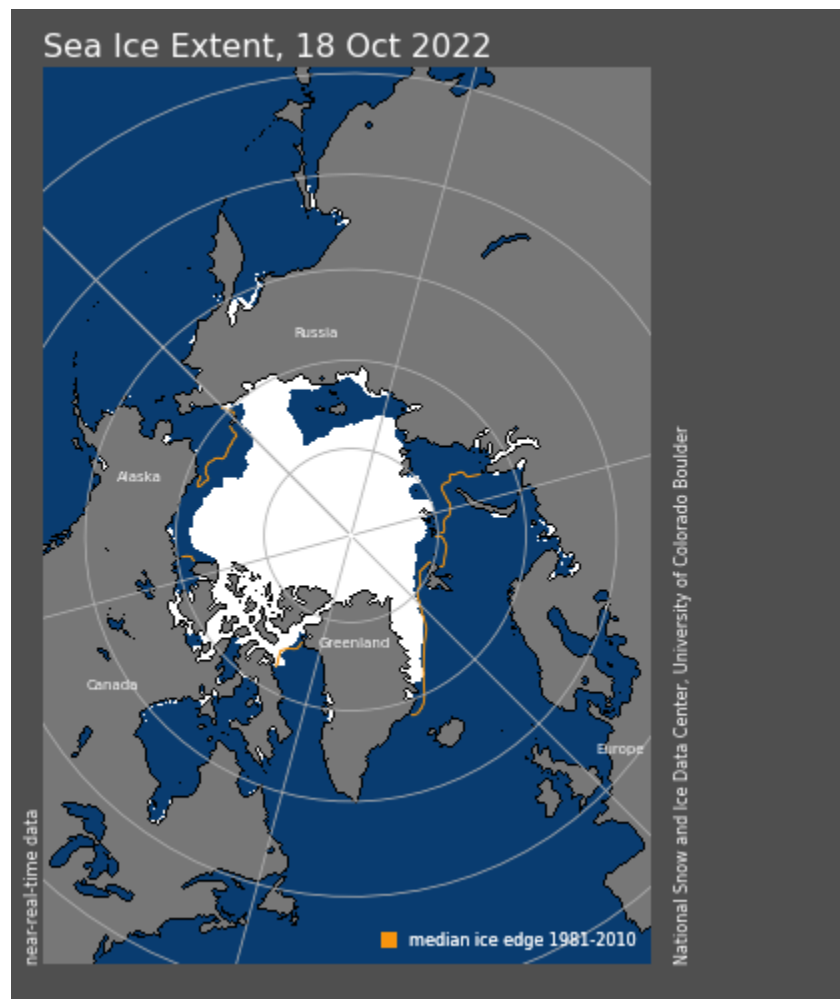 Sea Ice Extent, 18 Oct 2022
Russia
Alaska
Greenland
Canada
Europe
near-real-time data
median ice edge 1981-2010
National Snow and Ice Data Center, University of Colorado Boulder